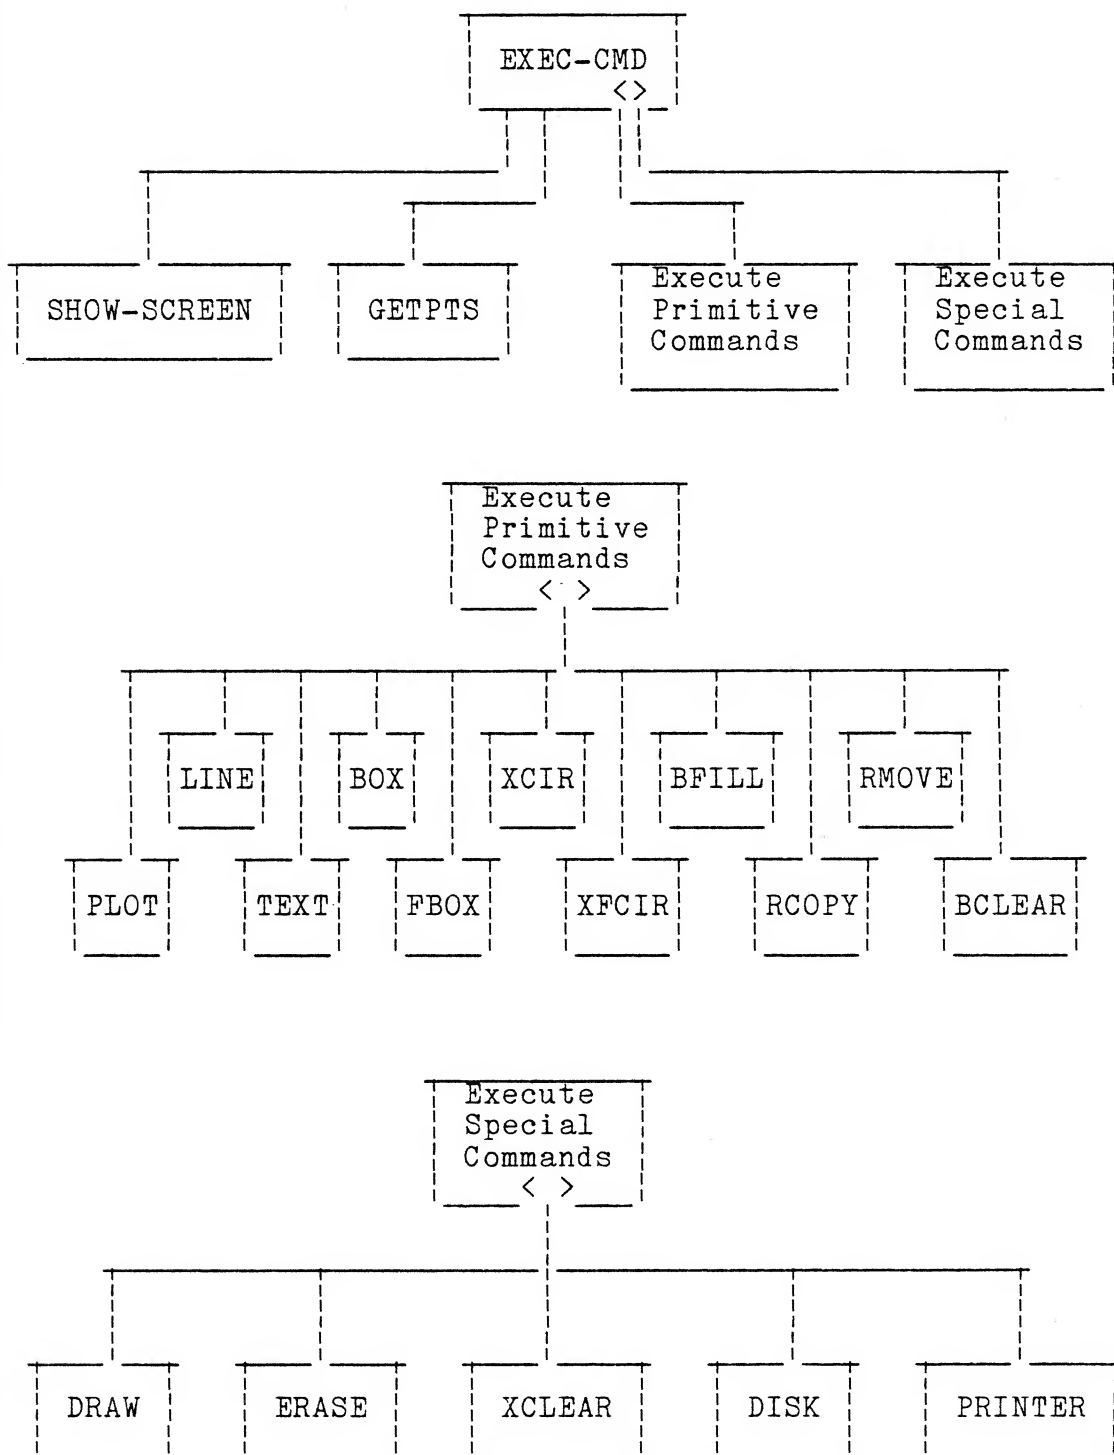 EXEC-CMD
<>
SHOW-SCREEN
GETPTS
Execute
Primitive
Commands
Execute
Special
Commands
Execute
Primitive
Commands
< >
LINE
BOX
XCIR
BFILL
RMOVE
PLOT
TEXT
FBOX
XFCIR
RCOPY
BCLEAR
Execute
Special
Commands
< >
DRAW
ERASE
XCLEAR
DISK
PRINTER